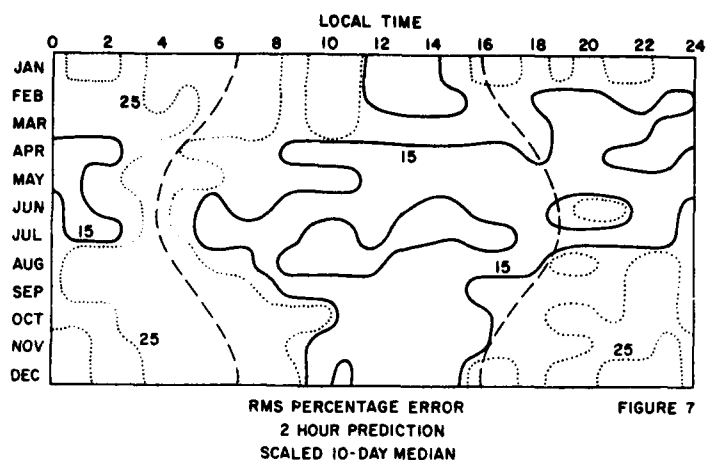 LOCAL TIME
0 2 4 6 8 10 12 14 16 18 20 22 24
JAN
FEB
25
MAR
APR
15
MAY
JUN
JUL
15
AUG
15
SEP
OCT
NOV
25
25
DEC
RMS PERCENTAGE ERROR
FIGURE 7
2 HOUR PREDICTION
SCALED 10-DAY MEDIAN